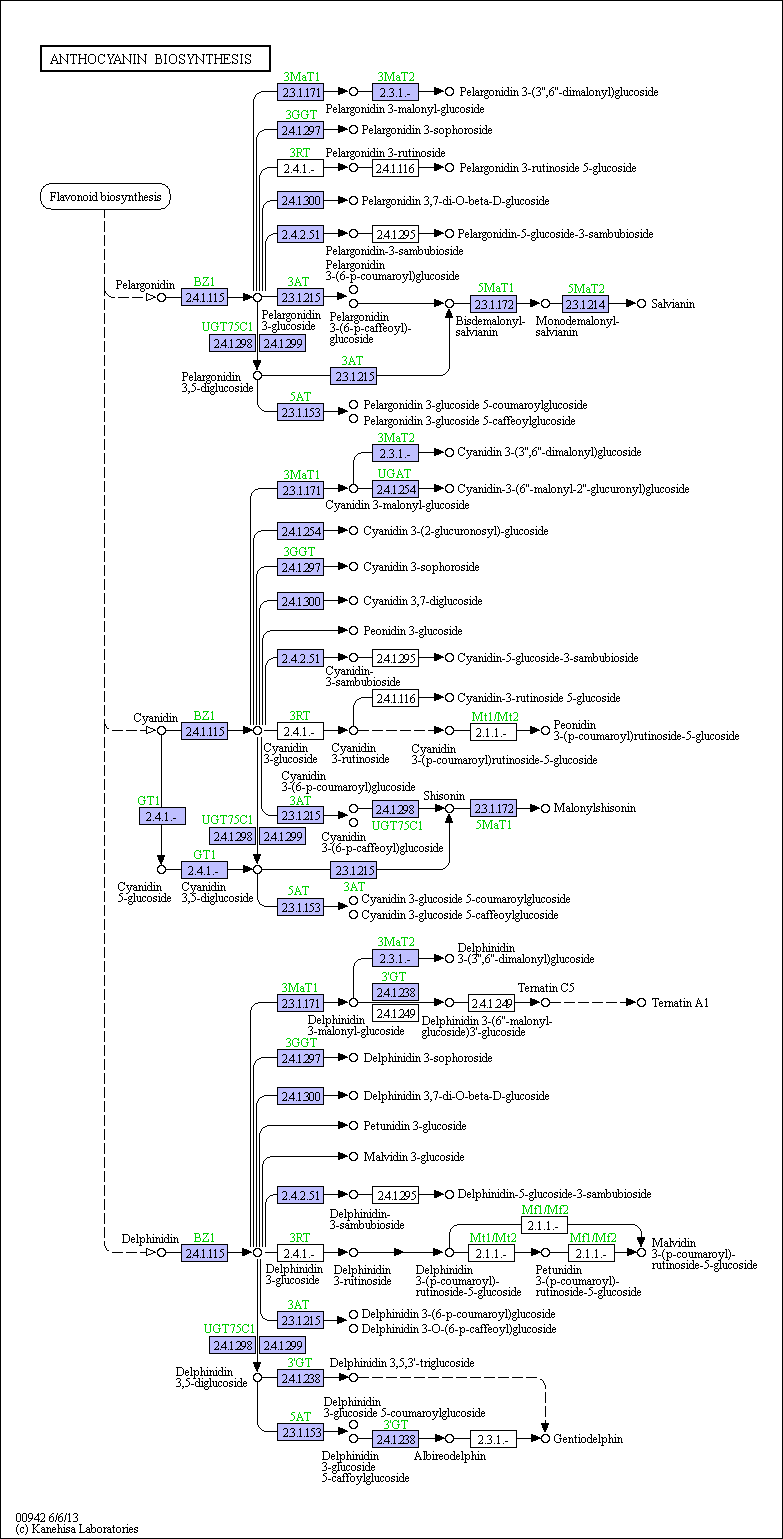 ANTHOCYANIN BIOSYNTHESIS
3MaT1
3MaT2
2.3.1.171
2.3.1.-
Pelargonidin 3-(3",6"-dimalonyl)glucoside
Pelargonidin 3-malonyl-glucoside
3GGT
2.4.1.297
Pelargonidin 3-sophoroside
3RT
Pelargonidin 3-rutinoside
2.4.1.-
2.4.1.116
Pelargonidin 3-rutinoside 5-glucoside
Flavonoid biosynthesis
2.4.1.300
Pelargonidin 3,7-di-O-beta-D-glucoside
2.4.2.51
2.4.1.295
Pelargonidin-5-glucoside-3-sambubioside
Pelargonidin-3-sambubioside
Pelargonidin
3-(6-p-coumaroyl)glucoside
Pelargonidin
BZ1
2.4.1.115
3AT
2.3.1.215
5MaT1
2.3.1.172
5MaT2
2.3.1.214
Salvianin
Pelargonidin
3-glucoside
Pelargonidin
3-(6-p-caffeoyl)-
glucoside
Bisdemalonyl-
salvianin
Monodemalonyl-
salvianin
UGT75C1
2.4.1.298
2.4.1.299
3AT
2.3.1.215
Pelargonidin
3,5-diglucoside
5AT
2.3.1.153
Pelargonidin 3-glucoside 5-coumaroylglucoside
Pelargonidin 3-glucoside 5-caffeoylglucoside
3MaT2
2.3.1.-
Cyanidin 3-(3",6"-dimalonyl)glucoside
3MaT1
UGAT
2.3.1.171
2.4.1.254
Cyanidin-3-(6"-malonyl-2"-glucuronyl)glucoside
Cyanidin 3-malonyl-glucoside
2.4.1.254
Cyanidin 3-(2-glucuronosyl)-glucoside
3GGT
2.4.1.297
Cyanidin 3-sophoroside
2.4.1.300
Cyanidin 3,7-diglucoside
Peonidin 3-glucoside
2.4.2.51
2.4.1.295
Cyanidin-5-glucoside-3-sambubioside
Cyanidin-
3-sambubioside
2.4.1.116
Cyanidin-3-rutinoside 5-glucoside
Cyanidin
BZ1
2.4.1.115
3RT
2.4.1.-
Mt1/Mt2
2.1.1.-
Peonidin
3-(p-coumaroyl)rutinoside-5-glucoside
Cyanidin
3-glucoside
Cyanidin
3-rutinoside
Cyanidin
3-(p-coumaroyl)rutinoside-5-glucoside
Cyanidin
3-(6-p-coumaroyl)glucoside
GT1
2.4.1.-
3AT
2.3.1.215
2.4.1.298
UGT75C1
Shisonin
2.3.1.172
5MaT1
Malonylshisonin
UGT75C1
2.4.1.298
2.4.1.299
Cyanidin
3-(6-p-caffeoyl)glucoside
GT1
2.4.1.-
2.3.1.215
3AT
Cyanidin
5-glucoside
Cyanidin
3,5-diglucoside
5AT
2.3.1.153
Cyanidin 3-glucoside 5-coumaroylglucoside
Cyanidin 3-glucoside 5-caffeoylglucoside
3MaT2
2.3.1.-
Delphinidin
3-(3",6"-dimalonyl)glucoside
3MaT1
2.3.1.171
3'GT
2.4.1.238
2.4.1.249
2.4.1.249
Ternatin C5
Ternatin A1
Delphinidin
3-malonyl-glucoside
Delphinidin 3-(6"-malonyl-
glucoside)3'-glucoside
3GGT
2.4.1.297
Delphinidin 3-sophoroside
2.4.1.300
Delphinidin 3,7-di-O-beta-D-glucoside
Petunidin 3-glucoside
Malvidin 3-glucoside
2.4.2.51
2.4.1.295
Delphinidin-5-glucoside-3-sambubioside
Delphinidin-
3-sambubioside
Mf1/Mf2
2.1.1.-
Delphinidin
BZ1
2.4.1.115
3RT
2.4.1.-
Mt1/Mt2
2.1.1.-
Mf1/Mf2
2.1.1.-
Malvidin
3-(p-coumaroyl)-
rutinoside-5-glucoside
Delphinidin
3-glucoside
Delphinidin
3-rutinoside
Delphinidin
3-(p-coumaroyl)-
rutinoside-5-glucoside
Petunidin
3-(p-coumaroyl)-
rutinoside-5-glucoside
3AT
2.3.1.215
Delphinidin 3-(6-p-coumaroyl)glucoside
Delphinidin 3-O-(6-p-caffeoyl)glucoside
UGT75C1
2.4.1.298
2.4.1.299
3'GT
2.4.1.238
Delphinidin 3,5,3'-triglucoside
Delphinidin
3,5-diglucoside
Delphinidin
3-glucoside 5-coumaroylglucoside
5AT
2.3.1.153
3'GT
2.4.1.238
2.3.1.-
Gentiodelphin
Delphinidin
3-glucoside
5-caffoylglucoside
Albireodelphin
00942 6/6/13
(c) Kanehisa Laboratories